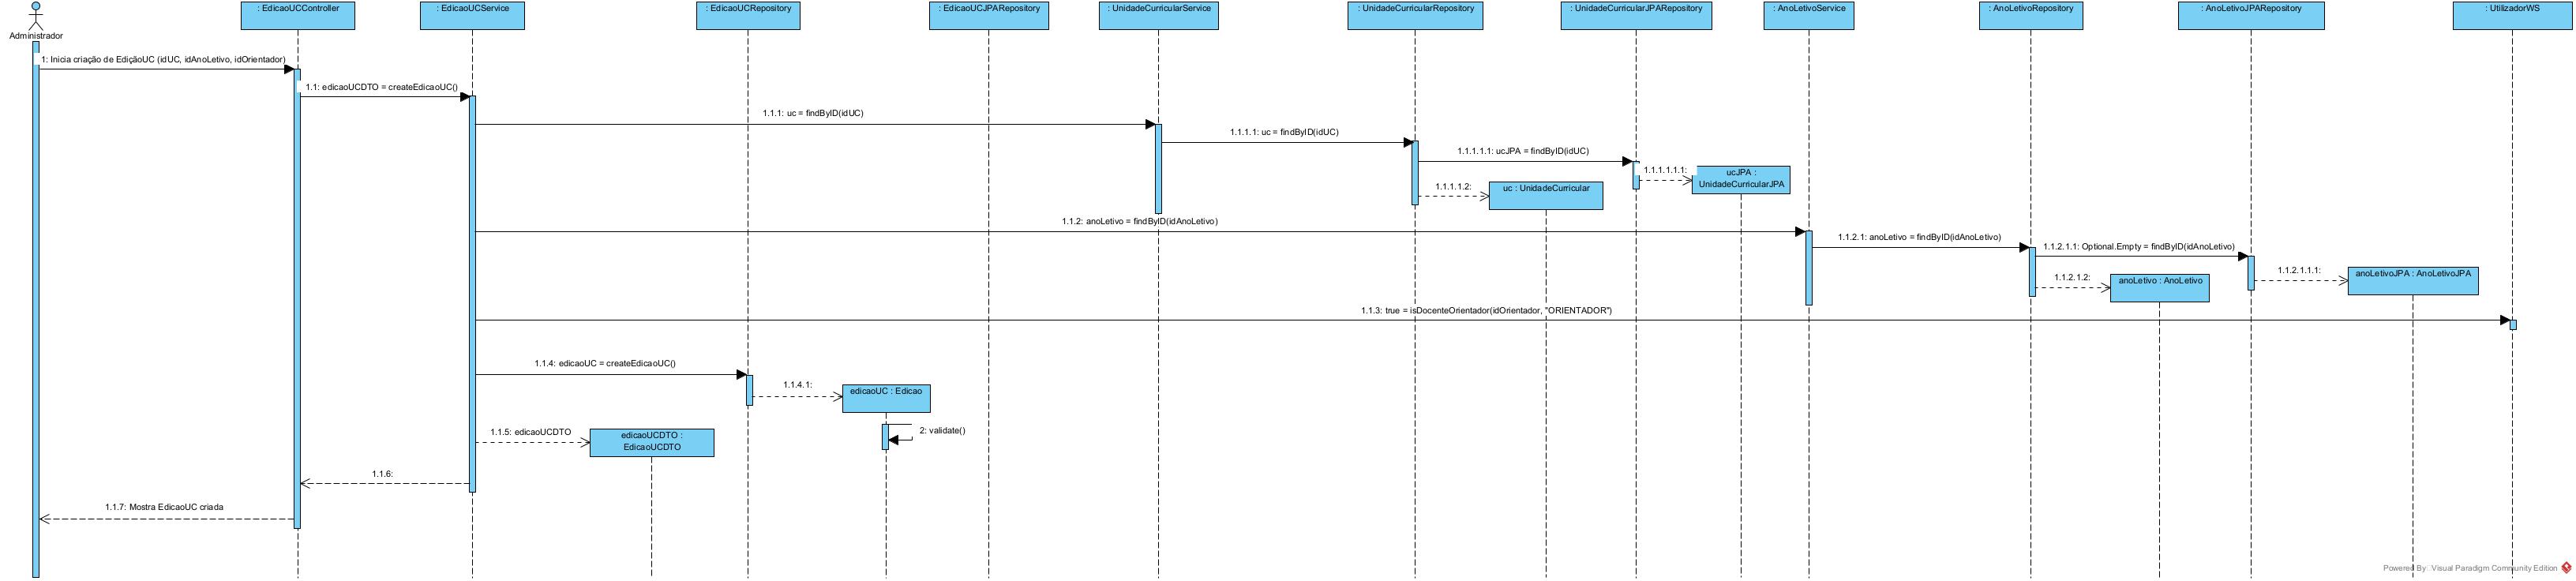 : EdicaoUCController
: EdicaoUCService
: EdicaoUCRepository
: EdicaoUCJPARepository
: UnidadeCurricularService
: UnidadeCurricularRepository
: UnidadeCurricularJPARepository
: AnoLetivoService
: AnoLetivoRepository
: AnoLetivoJPARepository
: UtilizadorWS
Administrador
1: Inicia criação de EdiçãoUC (idUC, idAnoLetivo, idOrientador)
1.1: edicaoUCDTO = createEdicaoUC()
1.1.1: uc = findByID(idUC)
1.1.1.1: uc = findByID(idUC)
1.1.1.1.1: ucJPA = findByID(idUC)
1.1.1.1.1.1:
ucJPA :
UnidadeCurricularJPA
1.1.1.1.2:
uc : UnidadeCurricular
1.1.2: anoLetivo = findByID(idAnoLetivo)
1.1.2.1: anoLetivo = findByID(idAnoLetivo)
1.1.2.1.1: Optional.Empty = findByID(idAnoLetivo)
1.1.2.1.1.1:
anoLetivoJPA : AnoLetivoJPA
1.1.2.1.2:
anoLetivo : AnoLetivo
1.1.3: true = isDocenteOrientador(idOrientador, "ORIENTADOR")
1.1.4: edicaoUC = createEdicaoUC()
1.1.4.1:
edicaoUC : Edicao
2: validate()
1.1.5: edicaoUCDTO
edicaoUCDTO :
EdicaoUCDTO
1.1.6:
1.1.7: Mostra EdicaoUC criada
Powered By Visual Paradigm Community Edition